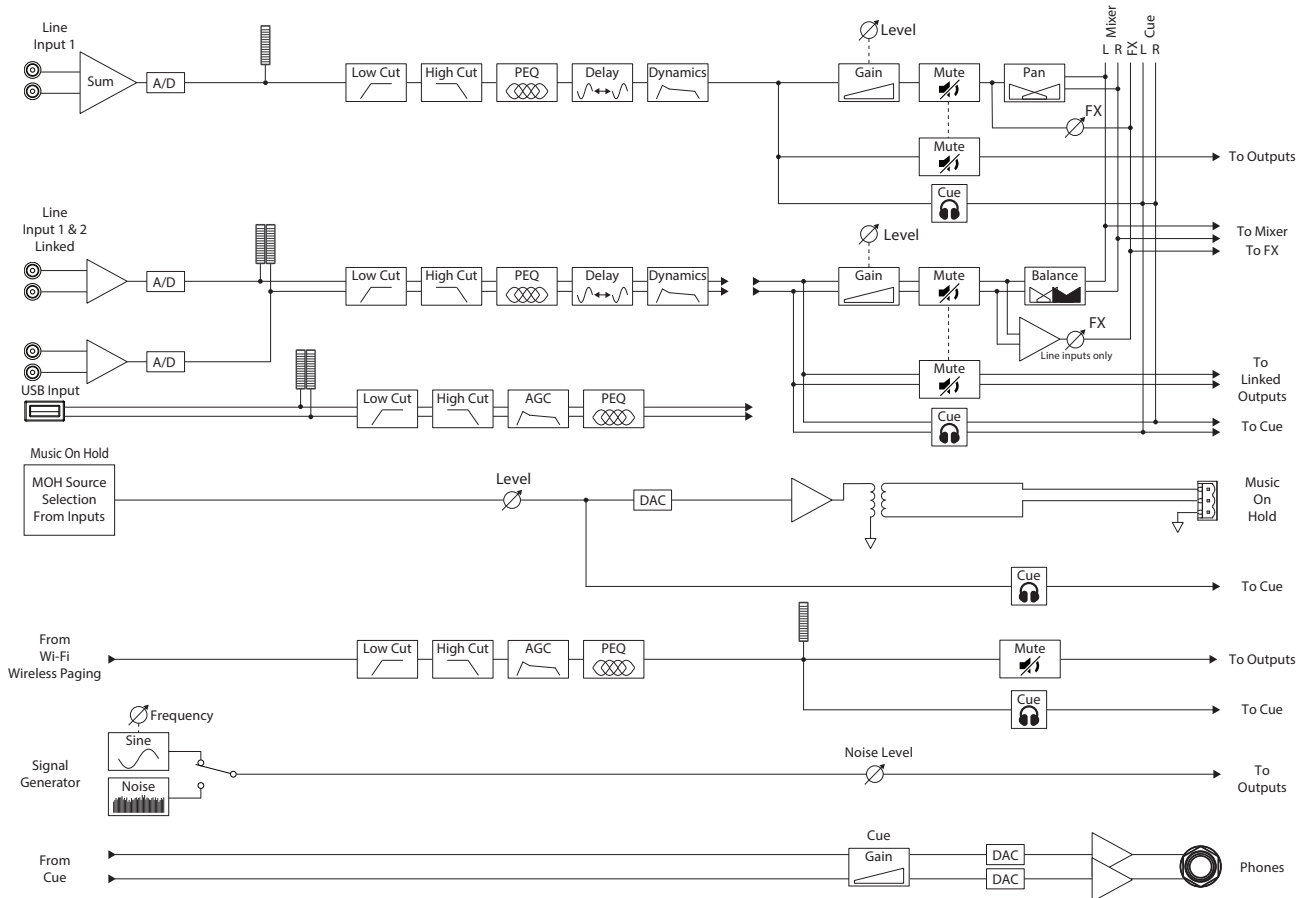 Line
Input 1
Sum
A/D
Low Cut
High Cut
PEQ
Delay
Dynamics
Level
Gain
Mute
Pan
FX
Mixer
FX
Cue
L R L R
Mute
To Outputs
Cue
Line
Input 1 & 2
Linked
A/D
A/D
Low Cut
High Cut
PEQ
Delay
Dynamics
Level
Gain
Mute
Balance
FX
Line inputs only
To Mixer
To FX
Mute
To
Linked
Outputs
Cue
To Cue
USB Input
Low Cut
High Cut
AGC
PEQ
Music On Hold
MOH Source
Selection
From Inputs
Level
DAC
Music
On
Hold
Cue
To Cue
From
Wi-Fi
Wireless Paging
Low Cut
High Cut
AGC
PEQ
Mute
To Outputs
Cue
To Cue
Signal
Generator
Frequency
Sine
Noise
Noise Level
To
Outputs
From
Cue
Cue
Gain
DAC
DAC
Phones